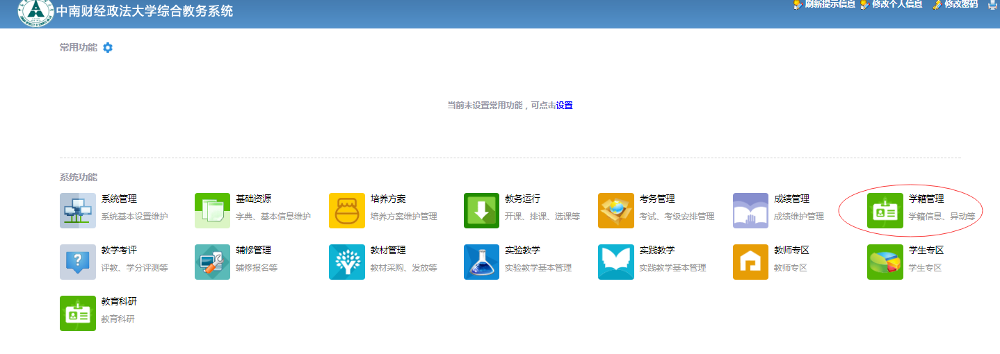 中南财经政法大学综合教务系统
刷新提示信息 修改个人信息 修改密码
常用功能
当前未设置常用功能，可点击设置
系统功能
系统管理 基础资源 培养方案 教务运行 考务管理 成绩管理 学籍管理
系统基本设置维护 字典、基本信息维护 培养方案维护管理 开课、排课、选课等 考试、考级安排管理 成绩维护管理 学籍信息、异动等
教学考评 辅修管理 教材管理 实验教学 实践教学 教师专区 学生专区
评教、学分评测等 辅修报名等 教材采购、发放等 实验教学基本管理 实践教学基本管理 教师专区 学生专区
教育科研
教育科研